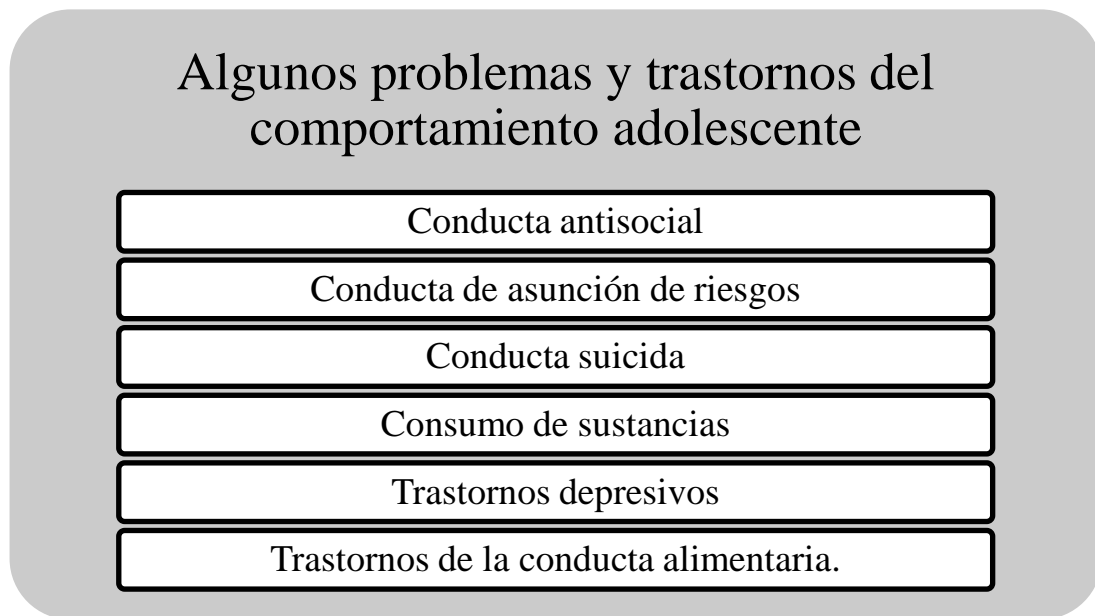 Algunos problemas y trastornos del
comportamiento adolescente
Conducta antisocial
Conducta de asunción de riesgos
Conducta suicida
Consumo de sustancias
Trastornos depresivos
Trastornos de la conducta alimentaria.